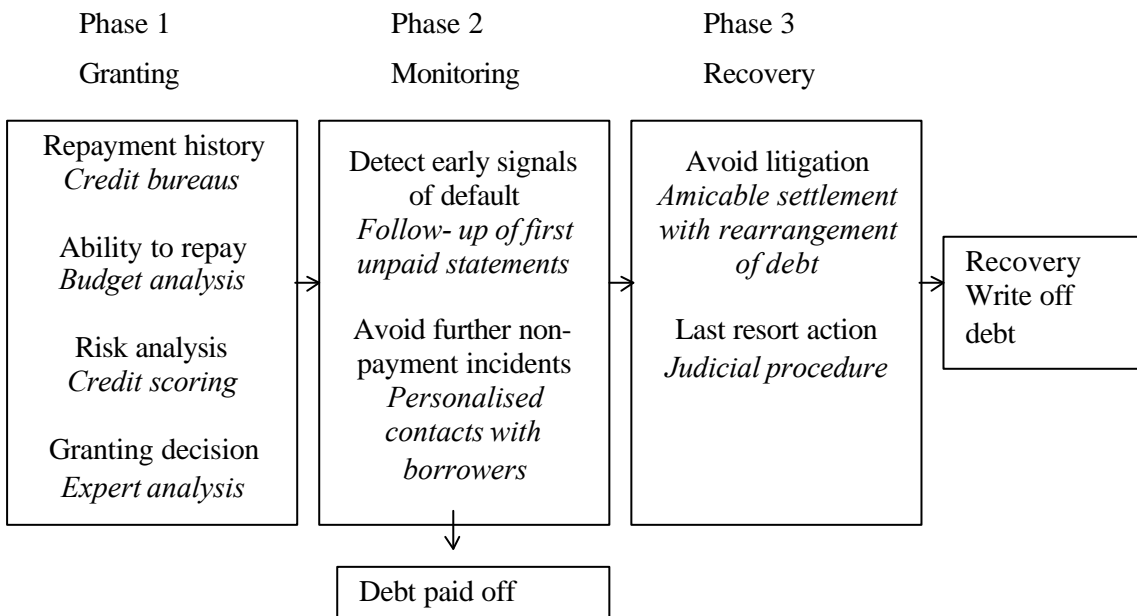 Phase 1
Granting
Phase 2
Monitoring
Phase 3
Recovery
Repayment history
Credit bureaus
Ability to repay
Budget analysis
Risk analysis
Credit scoring
Granting decision
Expert analysis
Detect early signals
of default
Follow- up of first
unpaid statements
Avoid further non-
payment incidents
Personalised
contacts with
borrowers
Avoid litigation
Amicable settlement
with rearrangement
of debt
Last resort action
Judicial procedure
Recovery
Write off
debt
Debt paid off